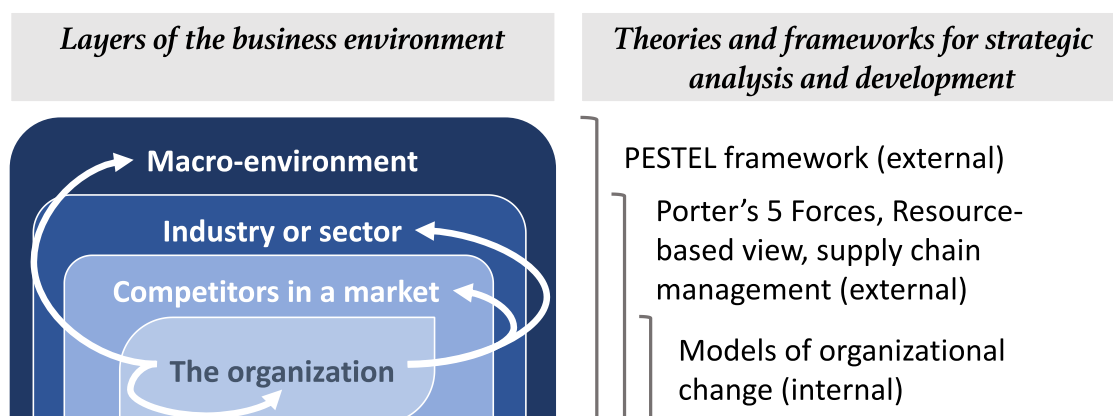 Layers of the business environment
Theories and frameworks for strategic
analysis and development
Macro-environment
Industry or sector
Competitors in a market
The organization
PESTEL framework (external)
Porter’s 5 Forces, Resource-
based view, supply chain
management (external)
Models of organizational
change (internal)